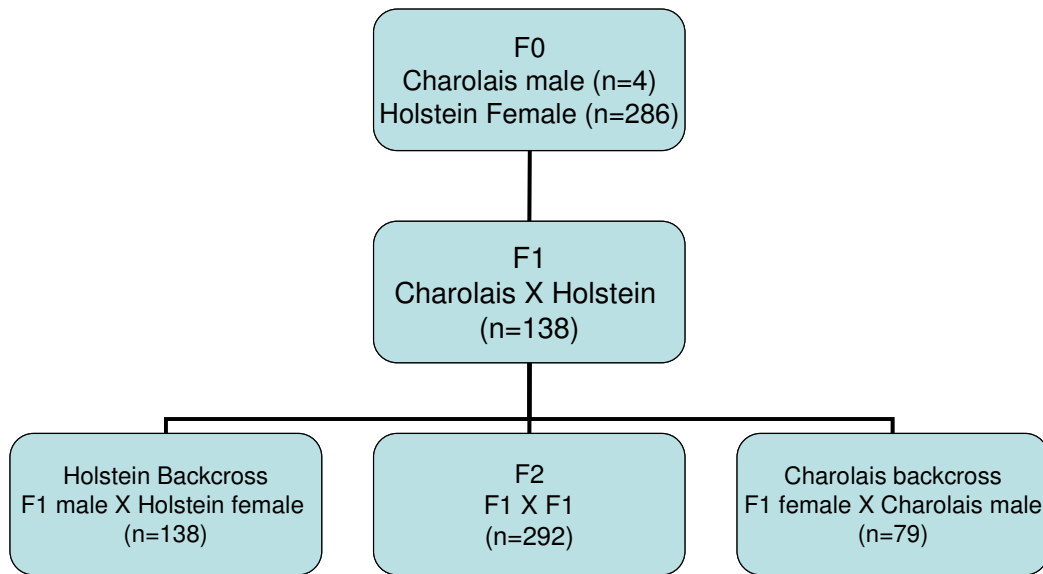 F0
Charolais male (n=4)
Holstein Female (n=286)
F1
Charolais X Holstein
(n=138)
Holstein Backcross
F1 male X Holstein female
(n=138)
F2
F1 X F1
(n=292)
Charolais backcross
F1 female X Charolais male
(n=79)